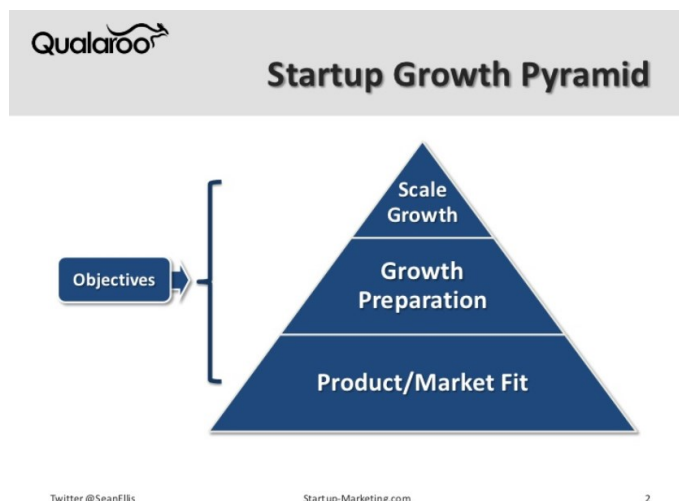 Qualaroo
Startup Growth Pyramid
Scale
Growth
Growth
Preparation
Objectives
Product/Market Fit
Twitter @SeanEllis
Startup-Marketing.com
2